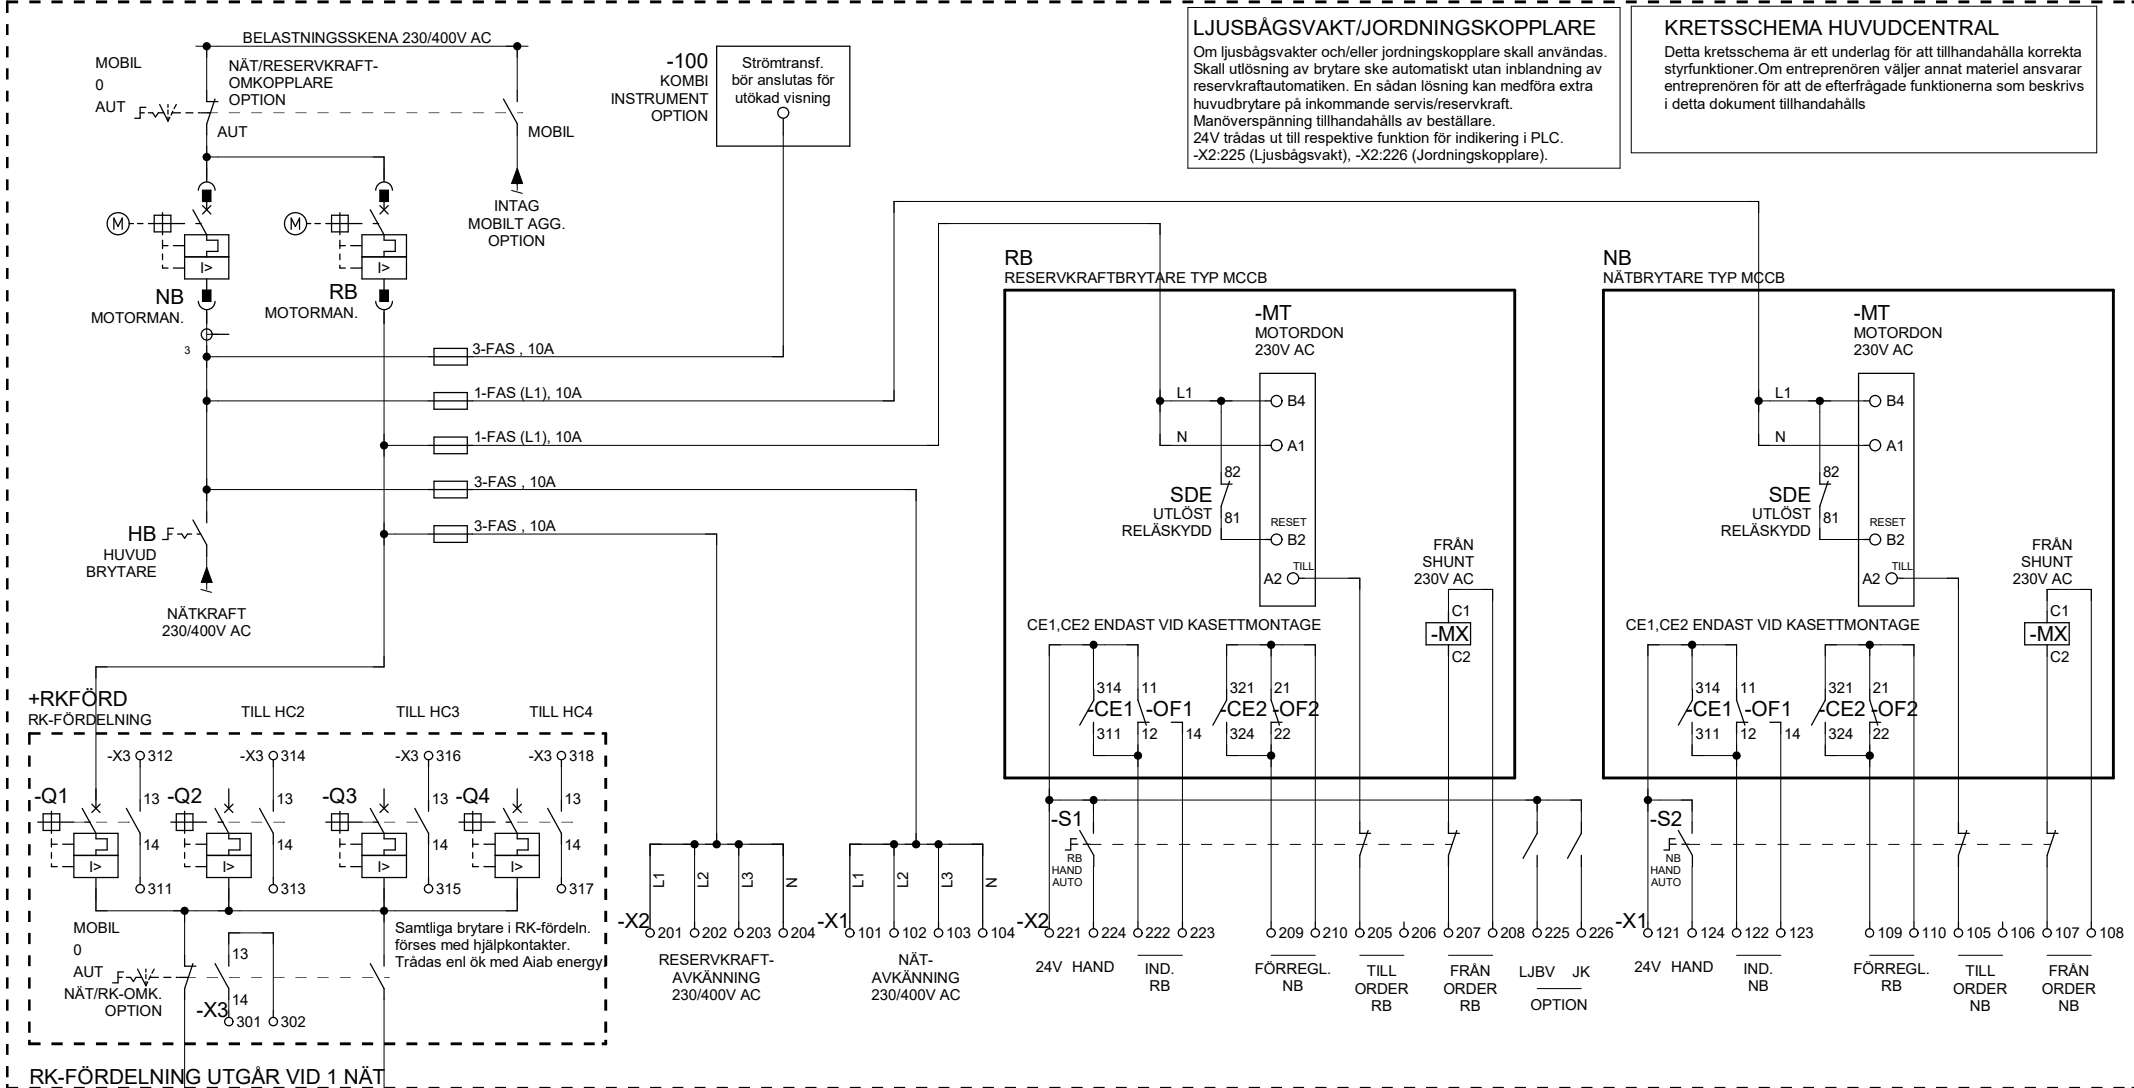 BELASTNINGSSKENA 230/400V AC
MOBIL
0
AUT
NÄT/RESERVKRAFT-
OMKOPPLARE
OPTION
AUT
MOBIL
INTAG
MOBILT AGG.
OPTION
-100
KOMBI
INSTRUMENT
OPTION
Strömtransf.
bör anslutas för
utökad visning
LJUSBÅGSVAKT/JORDNINGSKOPPLARE
Om ljusbågsvakter och/eller jordningskopplare skall användas.
Skall utlösning av brytare ske automatiskt utan inblandning av
reservkraftautomatiken. En sådan lösning kan medföra extra
huvudbrytare på inkommande servis/reservkraft.
Manöverspänning tillhandahålls av beställare.
24V trådas ut till respektive funktion för indikering i PLC.
-X2:225 (Ljusbågsvakt), -X2:226 (Jordningskopplare).
KRETSSCHEMA HUVUDCENTRAL
Detta kretsschema är ett underlag för att tillhandahålla korrekta
styrfunktioner.Om entreprenören väljer annat materiel ansvarar
entreprenören för att de efterfrågade funktionerna som beskrivs
i detta dokument tillhandahålls
M
I>
NB
MOTORMAN.
3
M
I>
RB
MOTORMAN.
3-FAS , 10A
1-FAS (L1), 10A
1-FAS (L1), 10A
3-FAS , 10A
3-FAS , 10A
HB
HUVUD
BRYTARE
NÄTKRAFT
230/400V AC
RB
RESERVKRAFTBRYTARE TYP MCCB
-MT
MOTORDON
230V AC
L1
B4
N
A1
82
SDE
UTLÖST
RELÄSKYDD
81
RESET
B2
TILL
A2
FRÅN
SHUNT
230V AC
C1
-MX
C2
CE1,CE2 ENDAST VID KASETTMONTAGE
314
11
321
21
-CE1
-OF1
-CE2
-OF2
311
12
14
324
22
NB
NÄTBRYTARE TYP MCCB
-MT
MOTORDON
230V AC
L1
B4
N
A1
82
SDE
UTLÖST
RELÄSKYDD
81
RESET
B2
TILL
A2
FRÅN
SHUNT
230V AC
C1
-MX
C2
CE1,CE2 ENDAST VID KASETTMONTAGE
314
11
321
21
-CE1
-OF1
-CE2
-OF2
311
12
14
324
22
+RKFÖRD
RK-FÖRDELNING
TILL HC2
TILL HC3
TILL HC4
-X3 312
-X3 314
-X3 316
-X3 318
-Q1
13
-Q2
13
-Q3
13
-Q4
13
14
14
14
14
I>
I>
I>
I>
311
313
315
317
MOBIL
0
AUT
NÄT/RK-OMK.
OPTION
13
14
-X3
301
302
Samtliga brytare i RK-fördeln.
förses med hjälpkontakter.
Trådas enl ök med Aiab energy
RK-FÖRDELNING UTGÅR VID 1 NÄT
L1
L2
L3
N
-X2
201
202
203
204
RESERVKRAFT-
AVKÄNNING
230/400V AC
L1
L2
L3
N
-X1
101
102
103
104
NÄT-
AVKÄNNING
230/400V AC
-S1
RB
HAND
AUTO
-X2
221
224
222
223
209
210
205
206
207
208
225
226
24V HAND
IND.
RB
FÖRREGL.
NB
TILL
ORDER
RB
FRÅN
ORDER
RB
LJBV JK
OPTION
-S2
NB
HAND
AUTO
-X1
121
124
122
123
109
110
105
106
107
108
24V HAND
IND.
NB
FÖRREGL.
RB
TILL
ORDER
NB
FRÅN
ORDER
NB